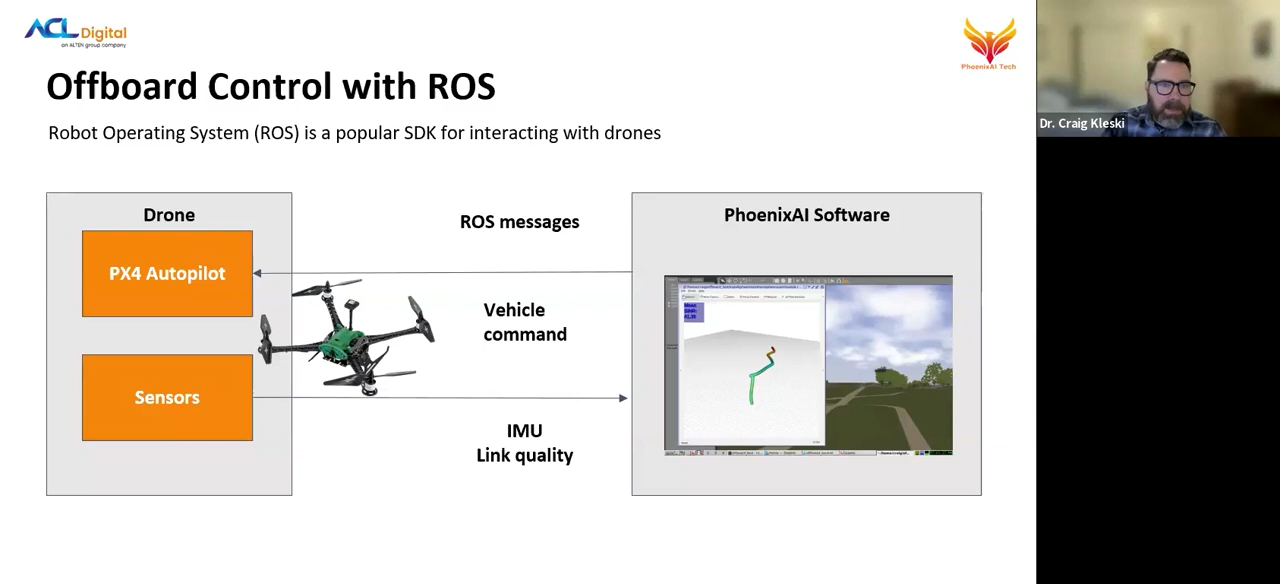 ACL Digital
an ALTEN group company
PhoenixAI Tech
Dr. Craig Kleski
Offboard Control with ROS
Robot Operating System (ROS) is a popular SDK for interacting with drones
Drone
PX4 Autopilot
Sensors
ROS messages
Vehicle
command
IMU
Link quality
PhoenixAI Software